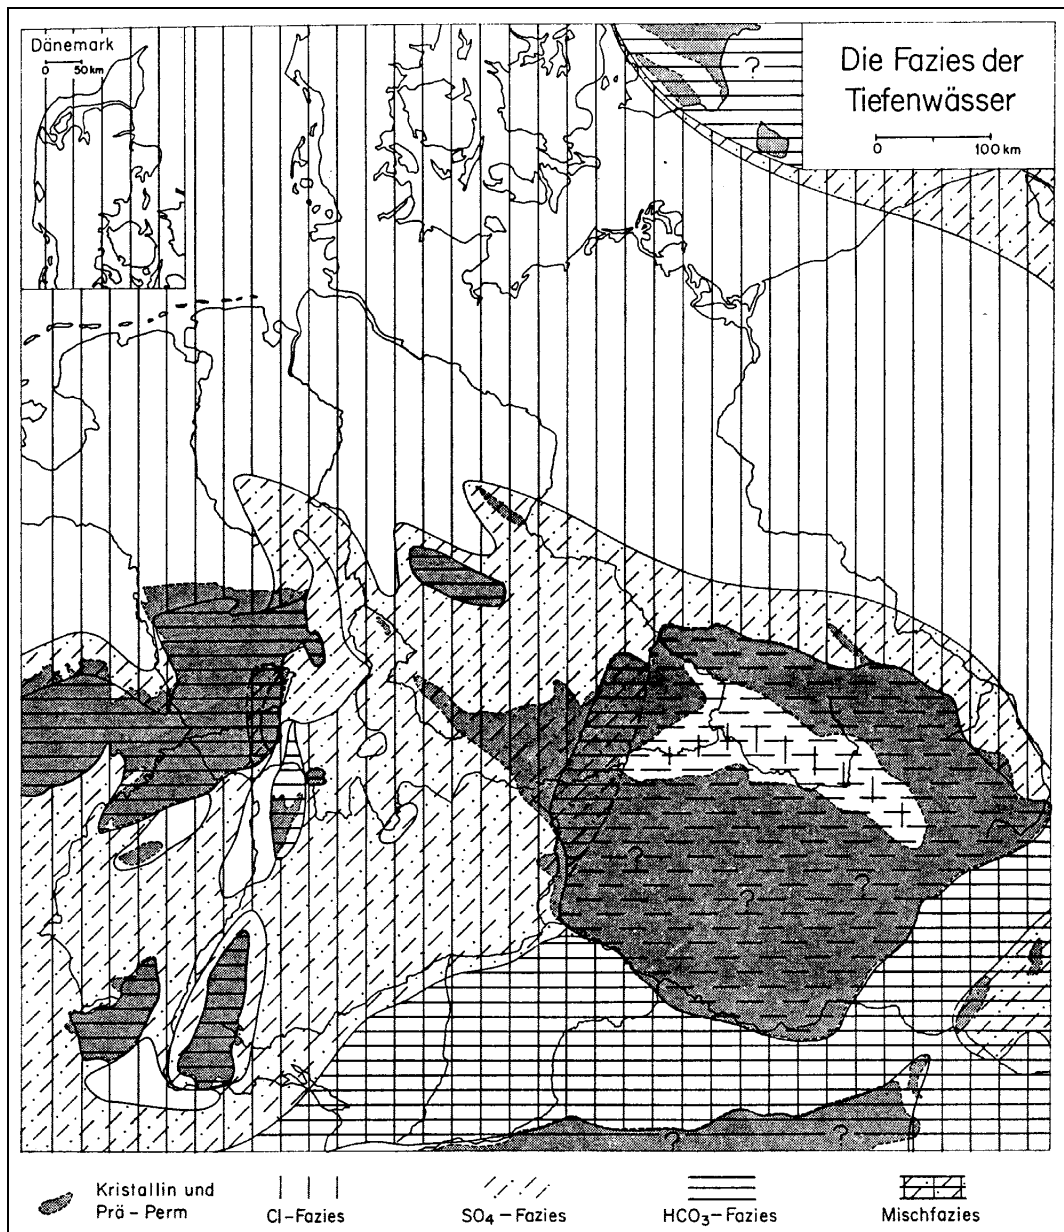 Dänemark
0 50km
Die Fazies der
Tiefenwässer
0 100 km
?
?
?
?
?
?
Kristallin und
Prä-Perm
Cl-Fazies
SO₄-Fazies
HCO₃-Fazies
Mischfazies